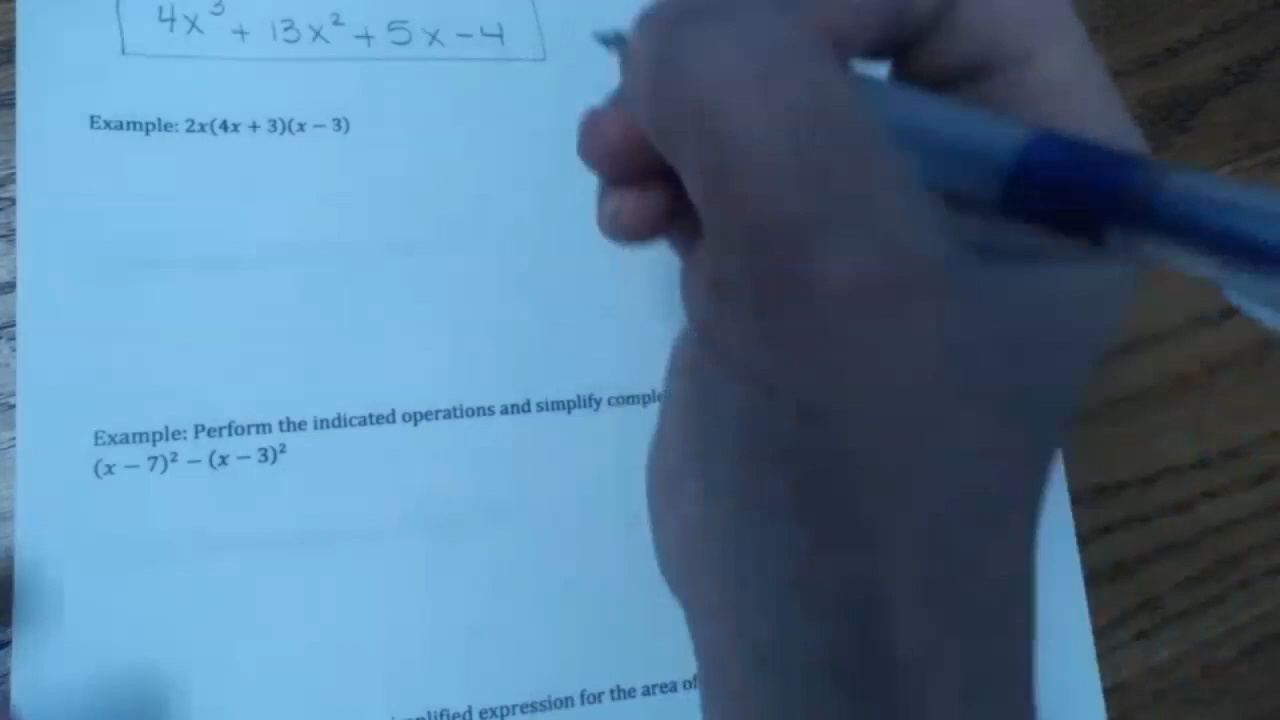 4x³ + 13x² + 5x − 4
Example: 2x(4x + 3)(x − 3)
Example: Perform the indicated operations and simplify
(x − 7)² − (x − 3)²
expression for the area of